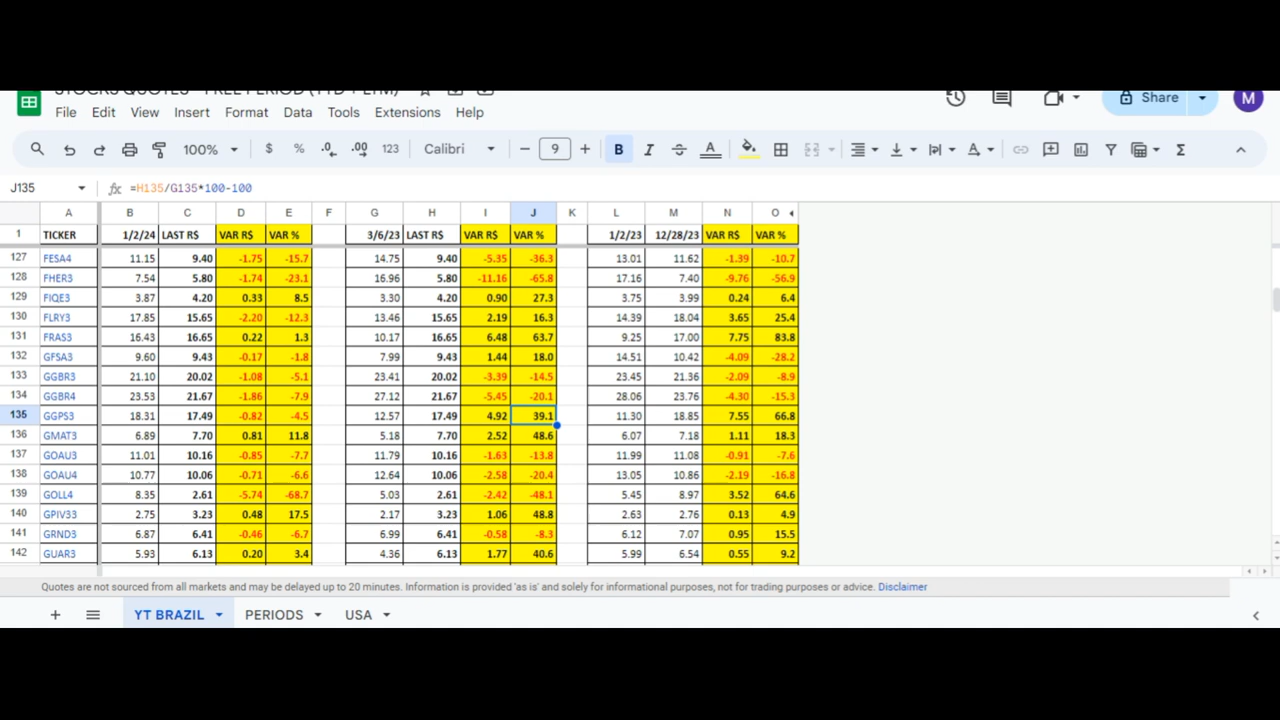 STOCKS QUOTES - FREE PERIOD (YTD + LTM)
File Edit View Insert Format Data Tools Extensions Help
Share
M
100% $ % .0 .00 123 Calibri 9 B I A Σ
J135 fx =H135/G135*100-100
A B C D E F G H I J K L M N O
1 TICKER 1/2/24 LAST R$ VAR R$ VAR % 3/6/23 LAST R$ VAR R$ VAR % 1/2/23 12/28/23 VAR R$ VAR %
127 FESA4 11.15 9.40 -1.75 -15.7 14.75 9.40 -5.35 -36.3 13.01 11.62 -1.39 -10.7
128 FHER3 7.54 5.80 -1.74 -23.1 16.96 5.80 -11.16 -65.8 17.16 7.40 -9.76 -56.9
129 FIQE3 3.87 4.20 0.33 8.5 3.30 4.20 0.90 27.3 3.75 3.99 0.24 6.4
130 FLRY3 17.85 15.65 -2.20 -12.3 13.46 15.65 2.19 16.3 14.39 18.04 3.65 25.4
131 FRAS3 16.43 16.65 0.22 1.3 10.17 16.65 6.48 63.7 9.25 17.00 7.75 83.8
132 GFSA3 9.60 9.43 -0.17 -1.8 7.99 9.43 1.44 18.0 14.51 10.42 -4.09 -28.2
133 GGBR3 21.10 20.02 -1.08 -5.1 23.41 20.02 -3.39 -14.5 23.45 21.36 -2.09 -8.9
134 GGBR4 23.53 21.67 -1.86 -7.9 27.12 21.67 -5.45 -20.1 28.06 23.76 -4.30 -15.3
135 GGPS3 18.31 17.49 -0.82 -4.5 12.57 17.49 4.92 39.1 11.30 18.85 7.55 66.8
136 GMAT3 6.89 7.70 0.81 11.8 5.18 7.70 2.52 48.6 6.07 7.18 1.11 18.3
137 GOAU3 11.01 10.16 -0.85 -7.7 11.79 10.16 -1.63 -13.8 11.99 11.08 -0.91 -7.6
138 GOAU4 10.77 10.06 -0.71 -6.6 12.64 10.06 -2.58 -20.4 13.05 10.86 -2.19 -16.8
139 GOLL4 8.35 2.61 -5.74 -68.7 5.03 2.61 -2.42 -48.1 5.45 8.97 3.52 64.6
140 GPIV33 2.75 3.23 0.48 17.5 2.17 3.23 1.06 48.8 2.63 2.76 0.13 4.9
141 GRND3 6.87 6.41 -0.46 -6.7 6.99 6.41 -0.58 -8.3 6.12 7.07 0.95 15.5
142 GUAR3 5.93 6.13 0.20 3.4 4.36 6.13 1.77 40.6 5.99 6.54 0.55 9.2
Quotes are not sourced from all markets and may be delayed up to 20 minutes. Information is provided 'as is' and solely for informational purposes, not for trading purposes or advice. Disclaimer
YT BRAZIL PERIODS USA